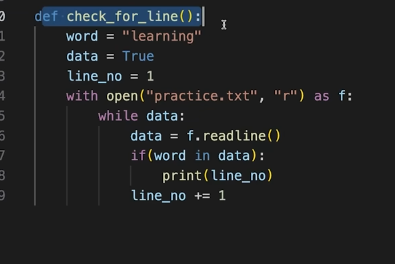 0 def check_for_line():
1     word = "learning"
2     data = True
3     line_no = 1
4     with open("practice.txt", "r") as f:
5         while data:
6             data = f.readline()
7             if(word in data):
8                 print(line_no)
9             line_no += 1